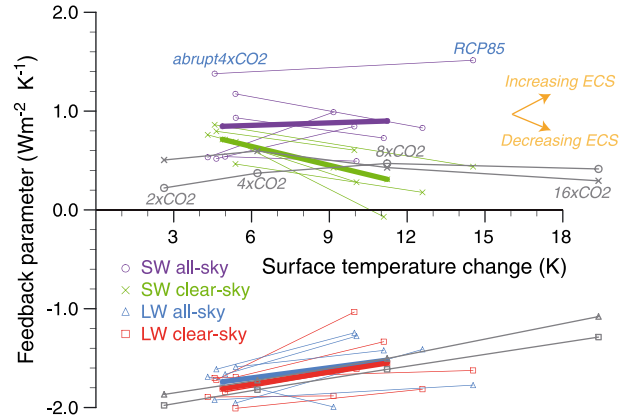 2.0
abrupt4xCO2
RCP85
Increasing ECS
1.0
Decreasing ECS
8xCO2
4xCO2
2xCO2
16xCO2
0.0
3 6 9 12 15 18
Surface temperature change (K)
SW all-sky
SW clear-sky
LW all-sky
LW clear-sky
-1.0
-2.0
Feedback parameter (Wm⁻² K⁻¹)